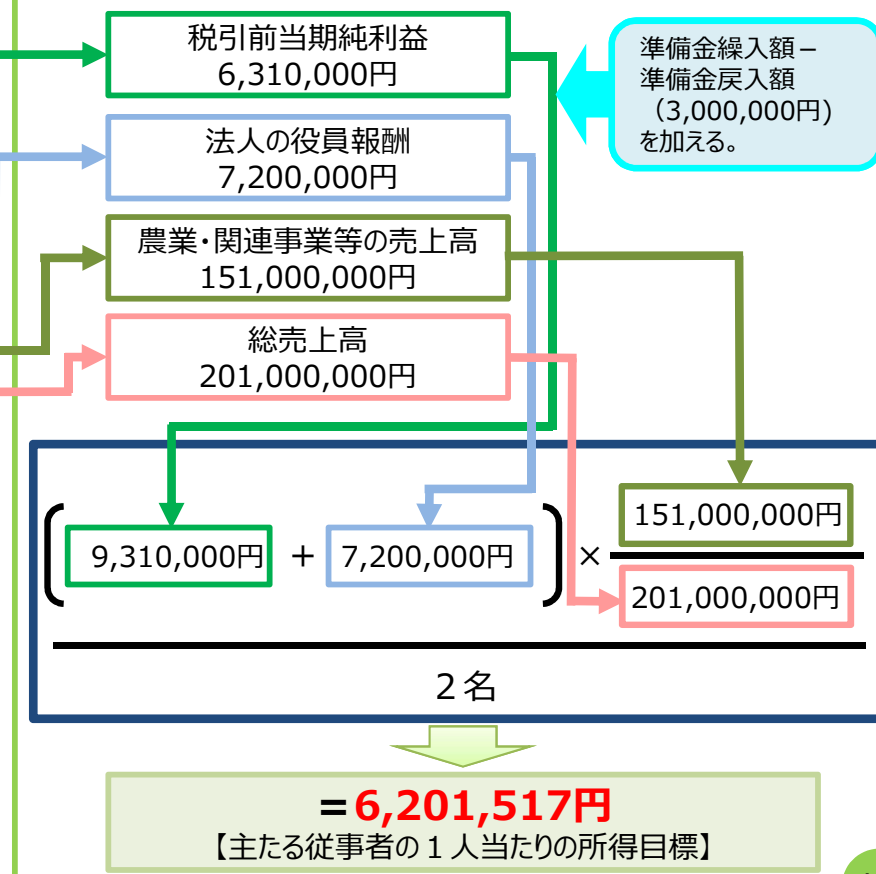 税引前当期純利益
6,310,000円
準備金繰入額－
準備金戻入額
（3,000,000円）
を加える。
法人の役員報酬
7,200,000円
農業・関連事業等の売上高
151,000,000円
総売上高
201,000,000円
9,310,000円 ＋ 7,200,000円 × 151,000,000円
201,000,000円
２名
＝6,201,517円
【主たる従事者の１人当たりの所得目標】